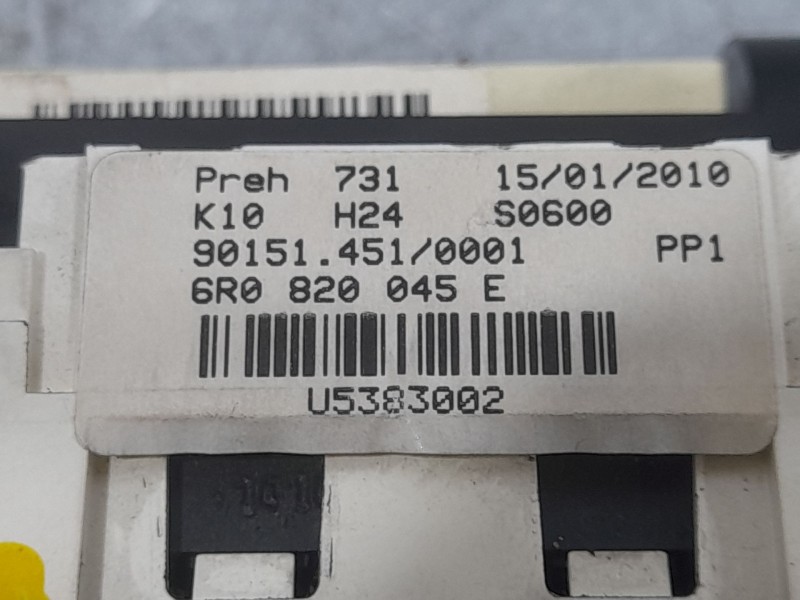 Preh 731 15/01/2010
K10 H24 S0600
90151.451/0001 PP1
6R0 820 045 E
U5383002